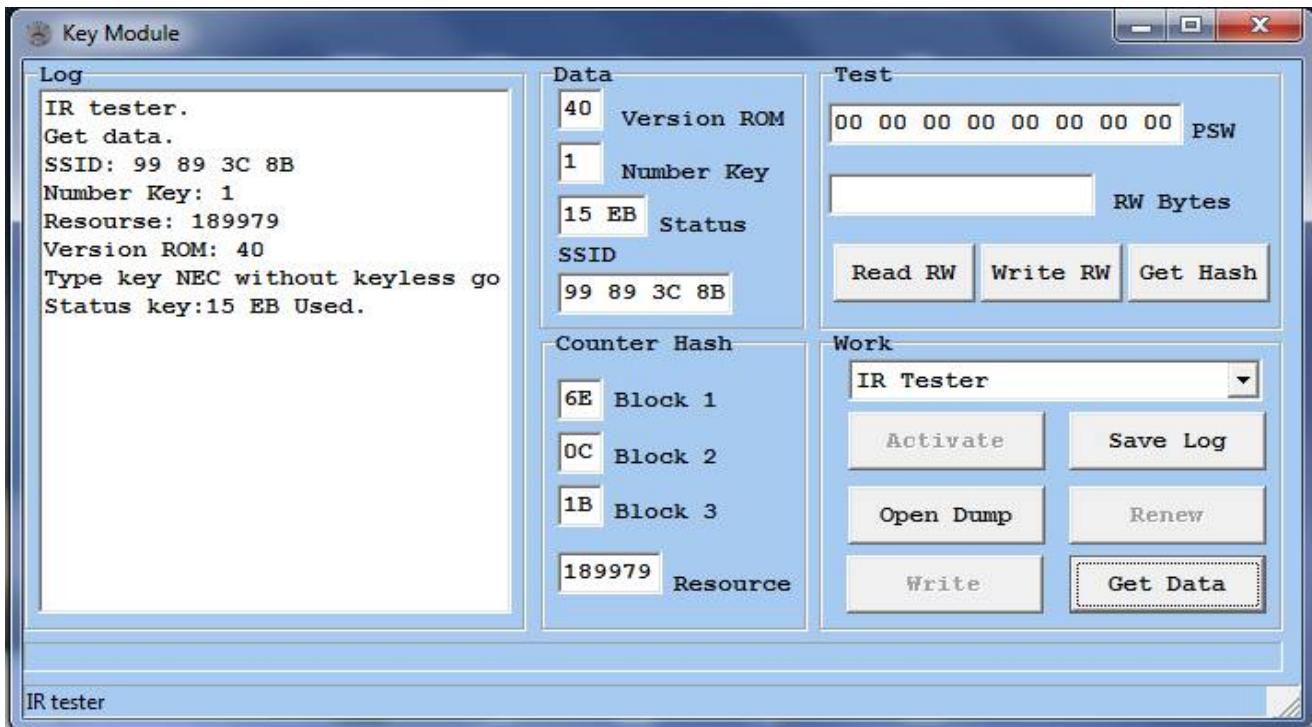 Key Module
Log
IR tester.
Get data.
SSID: 99 89 3C 8B
Number Key: 1
Resourse: 189979
Version ROM: 40
Type key NEC without keyless go
Status key:15 EB Used.
Data
40 Version ROM
1 Number Key
15 EB Status
SSID
99 89 3C 8B
Counter Hash
6E Block 1
0C Block 2
1B Block 3
189979 Resource
Test
00 00 00 00 00 00 00 00 PSW
RW Bytes
Read RW Write RW Get Hash
Work
IR Tester
Activate Save Log
Open Dump Renew
Write Get Data
IR tester